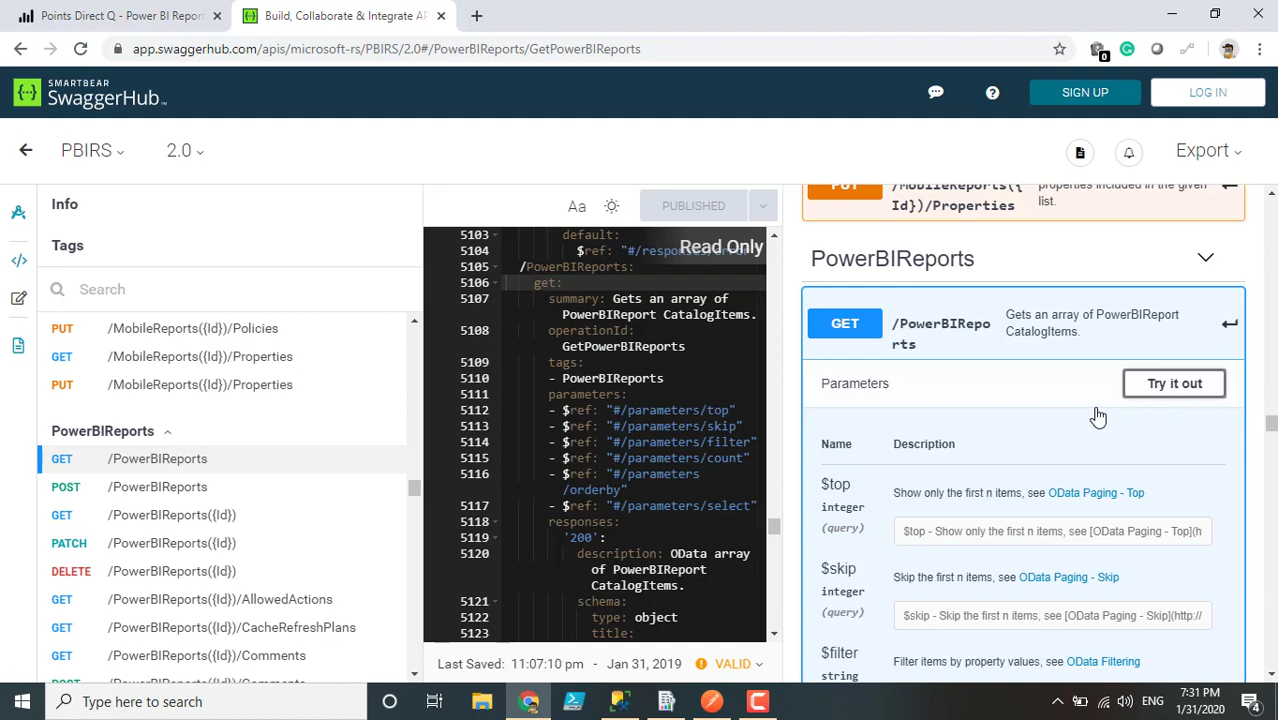 Points Direct Q - Power BI Report
Build, Collaborate & Integrate AP
app.swaggerhub.com/apis/microsoft-rs/PBIRS/2.0#/PowerBIReports/GetPowerBIReports
0
SMARTBEAR
SwaggerHub™
SIGN UP
LOG IN
PBIRS
2.0
Export
Info
Tags
Search
PUT /MobileReports({Id})/Policies
GET /MobileReports({Id})/Properties
PUT /MobileReports({Id})/Properties
PowerBIReports
GET /PowerBIReports
POST /PowerBIReports
GET /PowerBIReports({Id})
PATCH /PowerBIReports({Id})
DELETE /PowerBIReports({Id})
GET /PowerBIReports({Id})/AllowedActions
GET /PowerBIReports({Id})/CacheRefreshPlans
GET /PowerBIReports({Id})/Comments
Aa
PUBLISHED
Read Only
5103 default:
5104 $ref: "#/responses/error"
5105 /PowerBIReports:
5106 get:
5107 summary: Gets an array of
PowerBIReport CatalogItems.
5108 operationId:
GetPowerBIReports
5109 tags:
5110 - PowerBIReports
5111 parameters:
5112 - $ref: "#/parameters/top"
5113 - $ref: "#/parameters/skip"
5114 - $ref: "#/parameters/filter"
5115 - $ref: "#/parameters/count"
5116 - $ref: "#/parameters
/orderby"
5117 - $ref: "#/parameters/select"
5118 responses:
5119 '200':
5120 description: OData array
of PowerBIReport
CatalogItems.
5121 schema:
5122 type: object
5123 title:
Last Saved: 11:07:10 pm - Jan 31, 2019 VALID
PUT /MobileReports({
Id})/Properties
properties included in the given
list.
PowerBIReports
GET /PowerBIRepo
rts
Gets an array of PowerBIReport
CatalogItems.
Parameters
Try it out
Name Description
$top
integer
(query)
Show only the first n items, see OData Paging - Top
$top - Show only the first n items, see [OData Paging - Top](h
$skip
integer
(query)
Skip the first n items, see OData Paging - Skip
$skip - Skip the first n items, see [OData Paging - Skip](http://
$filter
string
Filter items by property values, see OData Filtering
Type here to search
ENG
7:31 PM
1/31/2020
4